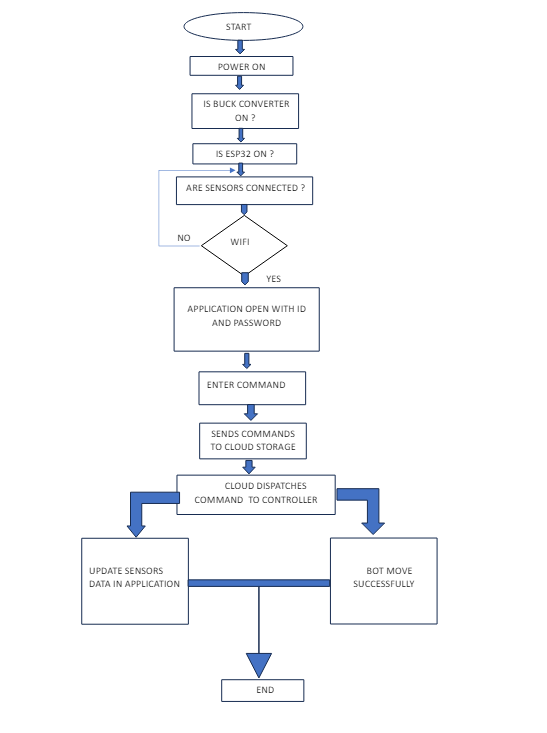 START
POWER ON
IS BUCK CONVERTER
ON ?
IS ESP32 ON ?
ARE SENSORS CONNECTED ?
NO
WIFI
YES
APPLICATION OPEN WITH ID
AND PASSWORD
ENTER COMMAND
SENDS COMMANDS
TO CLOUD STORAGE
CLOUD DISPATCHES
COMMAND TO CONTROLLER
UPDATE SENSORS
DATA IN APPLICATION
BOT MOVE
SUCCESSFULLY
END